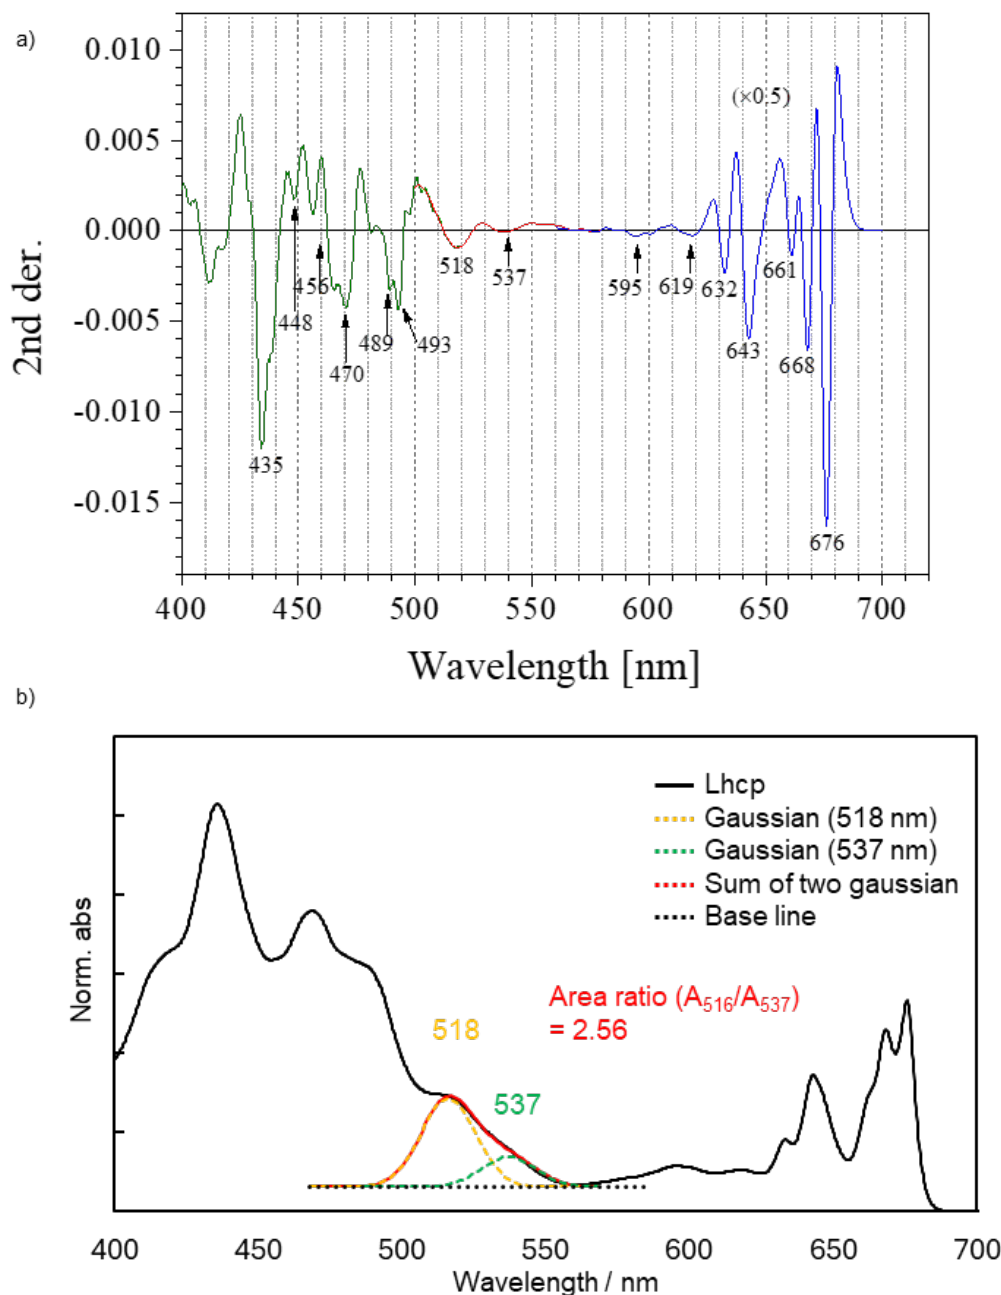 a)
0.010
0.005
0.000
-0.005
-0.010
-0.015
2nd der.
(×0.5)
435
448
456
470
489
493
518
537
595
619
632
643
661
668
676
400 450 500 550 600 650 700
Wavelength [nm]
b)
Norm. abs
Lhcp
Gaussian (518 nm)
Gaussian (537 nm)
Sum of two gaussian
Base line
Area ratio (A516/A537)
= 2.56
518
537
400 450 500 550 600 650 700
Wavelength / nm